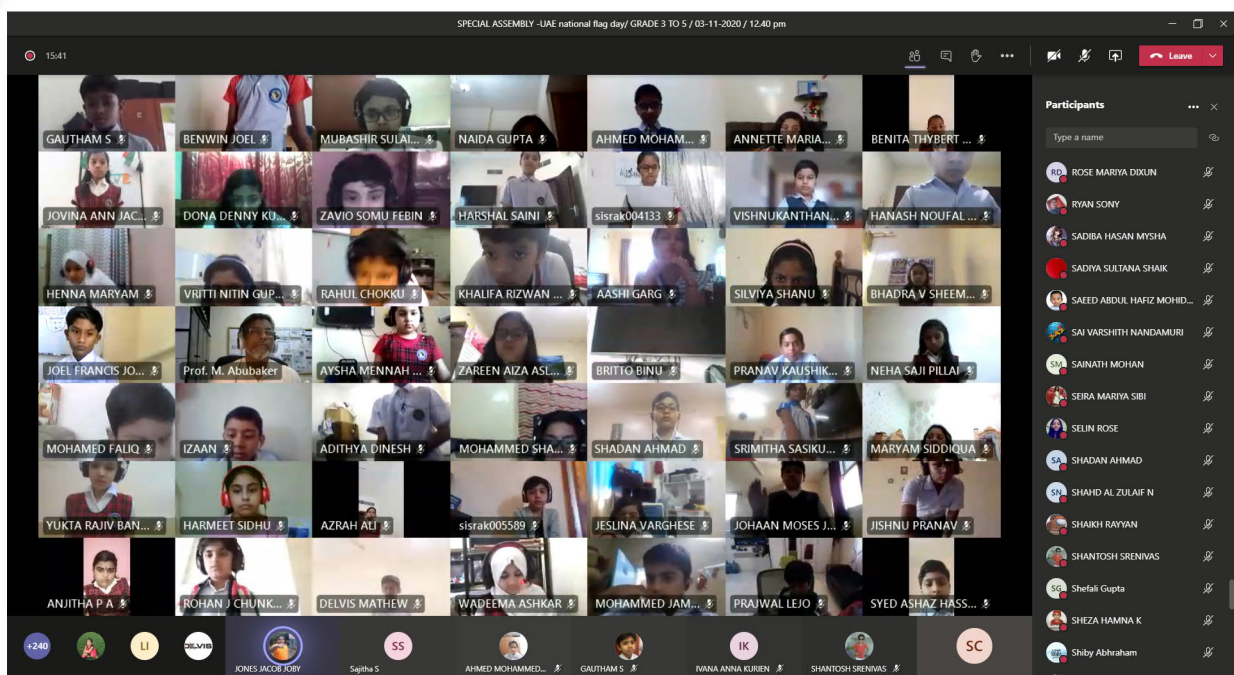 SPECIAL ASSEMBLY -UAE national flag day/ GRADE 3 TO 5 / 03-11-2020 / 12.40 pm
15:41
Leave
GAUTHAM S
BENWIN JOEL
MUBASHIR SULAI...
NAIDA GUPTA
AHMED MOHAM...
ANNETTE MARIA...
BENITA THYBERT ...
JOVINA ANN JAC...
DONA DENNY KU...
ZAVIO SOMU FEBIN
HARSHAL SAINI
sisrak004133
VISHNUKANTHAN...
HANASH NOUFAL ...
HENNA MARYAM
VRITTI NITIN GUP...
RAHUL CHOKKU
KHALIFA RIZWAN ...
AASHI GARG
SILVIYA SHANU
BHADRA V SHEEM...
JOEL FRANCIS JO...
Prof. M. Abubaker
AYSHA MENNAH ...
ZAREEN AIZA ASL...
BRITTO BINU
PRANAV KAUSHIK...
NEHA SAJI PILLAI
MOHAMED FALIQ
IZAAN
ADITHYA DINESH
MOHAMMED SHA...
SHADAN AHMAD
SRIMITHA SASIKU...
MARYAM SIDDIQUA
YUKTA RAJIV BAN...
HARMEET SIDHU
AZRAH ALI
sisrak005589
JESLINA VARGHESE
JOHAAN MOSES J...
JISHNU PRANAV
ANJITHA P A
ROHAN J CHUNK...
DELVIS MATHEW
WADEEMA ASHKAR
MOHAMMED JAM...
PRAJWAL LEJO
SYED ASHAZ HASS...
+240
LI
DELVIS
JONES JACOB JOBY
SS
Sajitha S
AHMED MOHAMMED...
GAUTHAM S
IK
IVANA ANNA KURIEN
SHANTOSH SRENIVAS
SC
Participants
Type a name
RD ROSE MARIYA DIXUN
RYAN SONY
SADIBA HASAN MYSHA
SADIYA SULTANA SHAIK
SAEED ABDUL HAFIZ MOHID...
SAI VARSHITH NANDAMURI
SM SAINATH MOHAN
SEIRA MARIYA SIBI
SELIN ROSE
SA SHADAN AHMAD
SN SHAHD AL ZULAIF N
SHAIKH RAYYAN
SHANTOSH SRENIVAS
SG Shefali Gupta
SHEZA HAMNA K
Shiby Abhraham